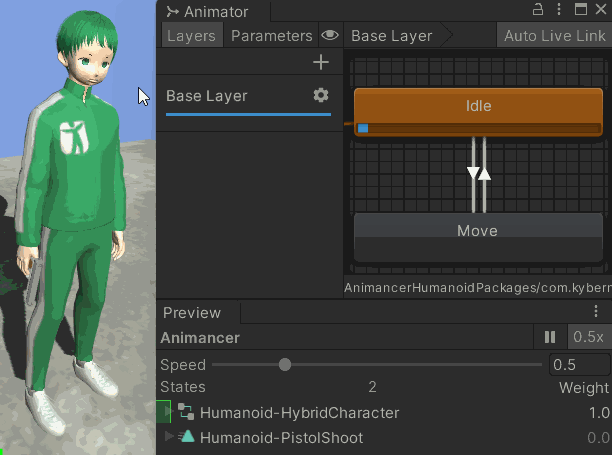 Animator
Layers
Parameters
Base Layer
Auto Live Link
Base Layer
Idle
Move
AnimancerHumanoidPackages/com.kybern
Preview
Animancer
0.5x
Speed
0.5
States
2
Weight
Humanoid-HybridCharacter
1.0
Humanoid-PistolShoot
0.0